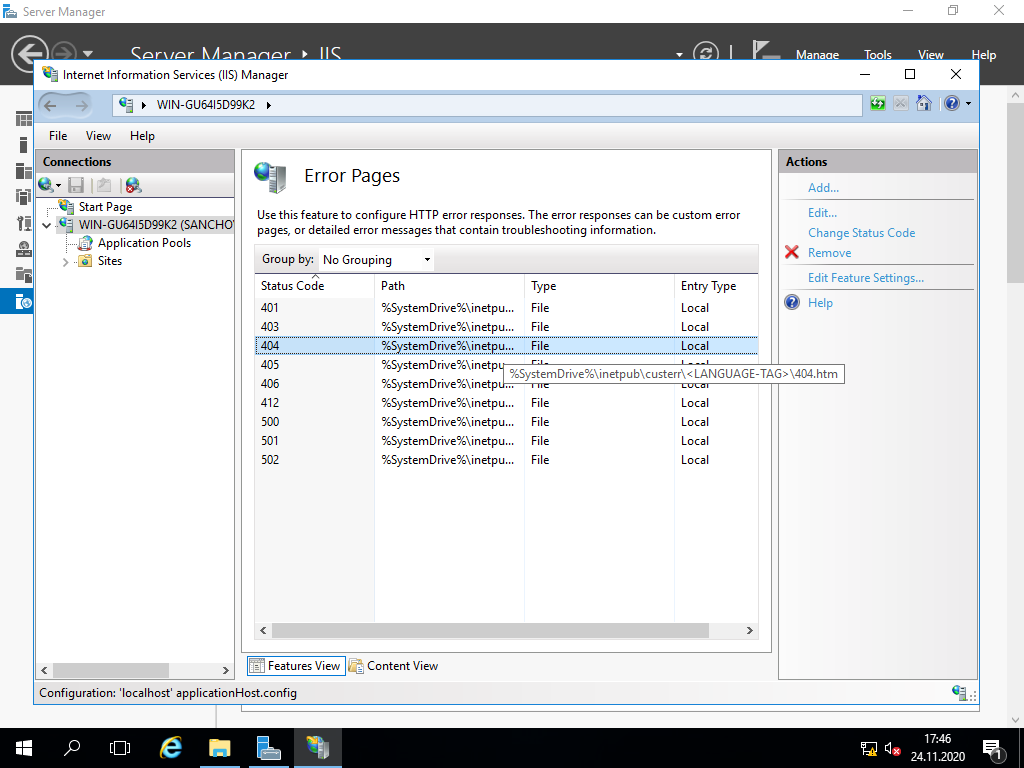 Server Manager
Server Manager ‣ IIS
Manage Tools View Help
Internet Information Services (IIS) Manager
WIN-GU64I5D99K2
File View Help
Connections
Start Page
WIN-GU64I5D99K2 (SANCHO
Application Pools
Sites
Error Pages
Use this feature to configure HTTP error responses. The error responses can be custom error
pages, or detailed error messages that contain troubleshooting information.
Group by: No Grouping
Status Code Path Type Entry Type
401 %SystemDrive%\inetpu... File Local
403 %SystemDrive%\inetpu... File Local
404 %SystemDrive%\inetpu... File Local
405 %SystemDrive%\inetpu...
%SystemDrive%\inetpub\custerr\<LANGUAGE-TAG>\404.htm
406 %SystemDrive%\inetpu... File Local
412 %SystemDrive%\inetpu... File Local
500 %SystemDrive%\inetpu... File Local
501 %SystemDrive%\inetpu... File Local
502 %SystemDrive%\inetpu... File Local
Features View Content View
Actions
Add...
Edit...
Change Status Code
Remove
Edit Feature Settings...
Help
Configuration: 'localhost' applicationHost.config
17:46
24.11.2020
1